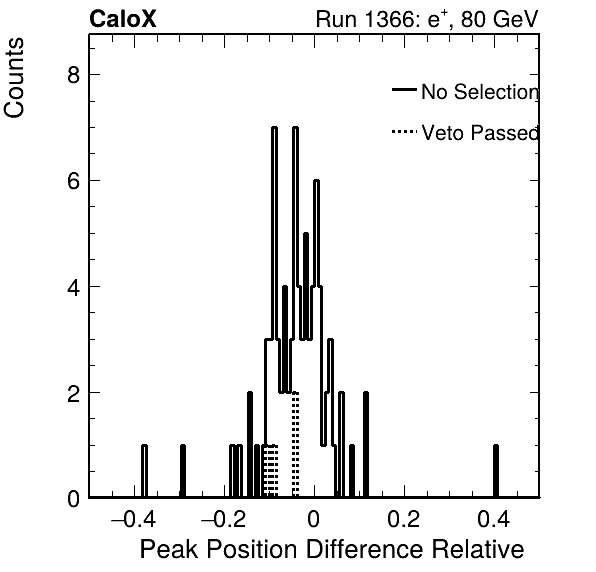 CaloX Run 1366: e⁺, 80 GeV
Counts
8
6
4
2
0
No Selection
Veto Passed
−0.4 −0.2 0 0.2 0.4
Peak Position Difference Relative